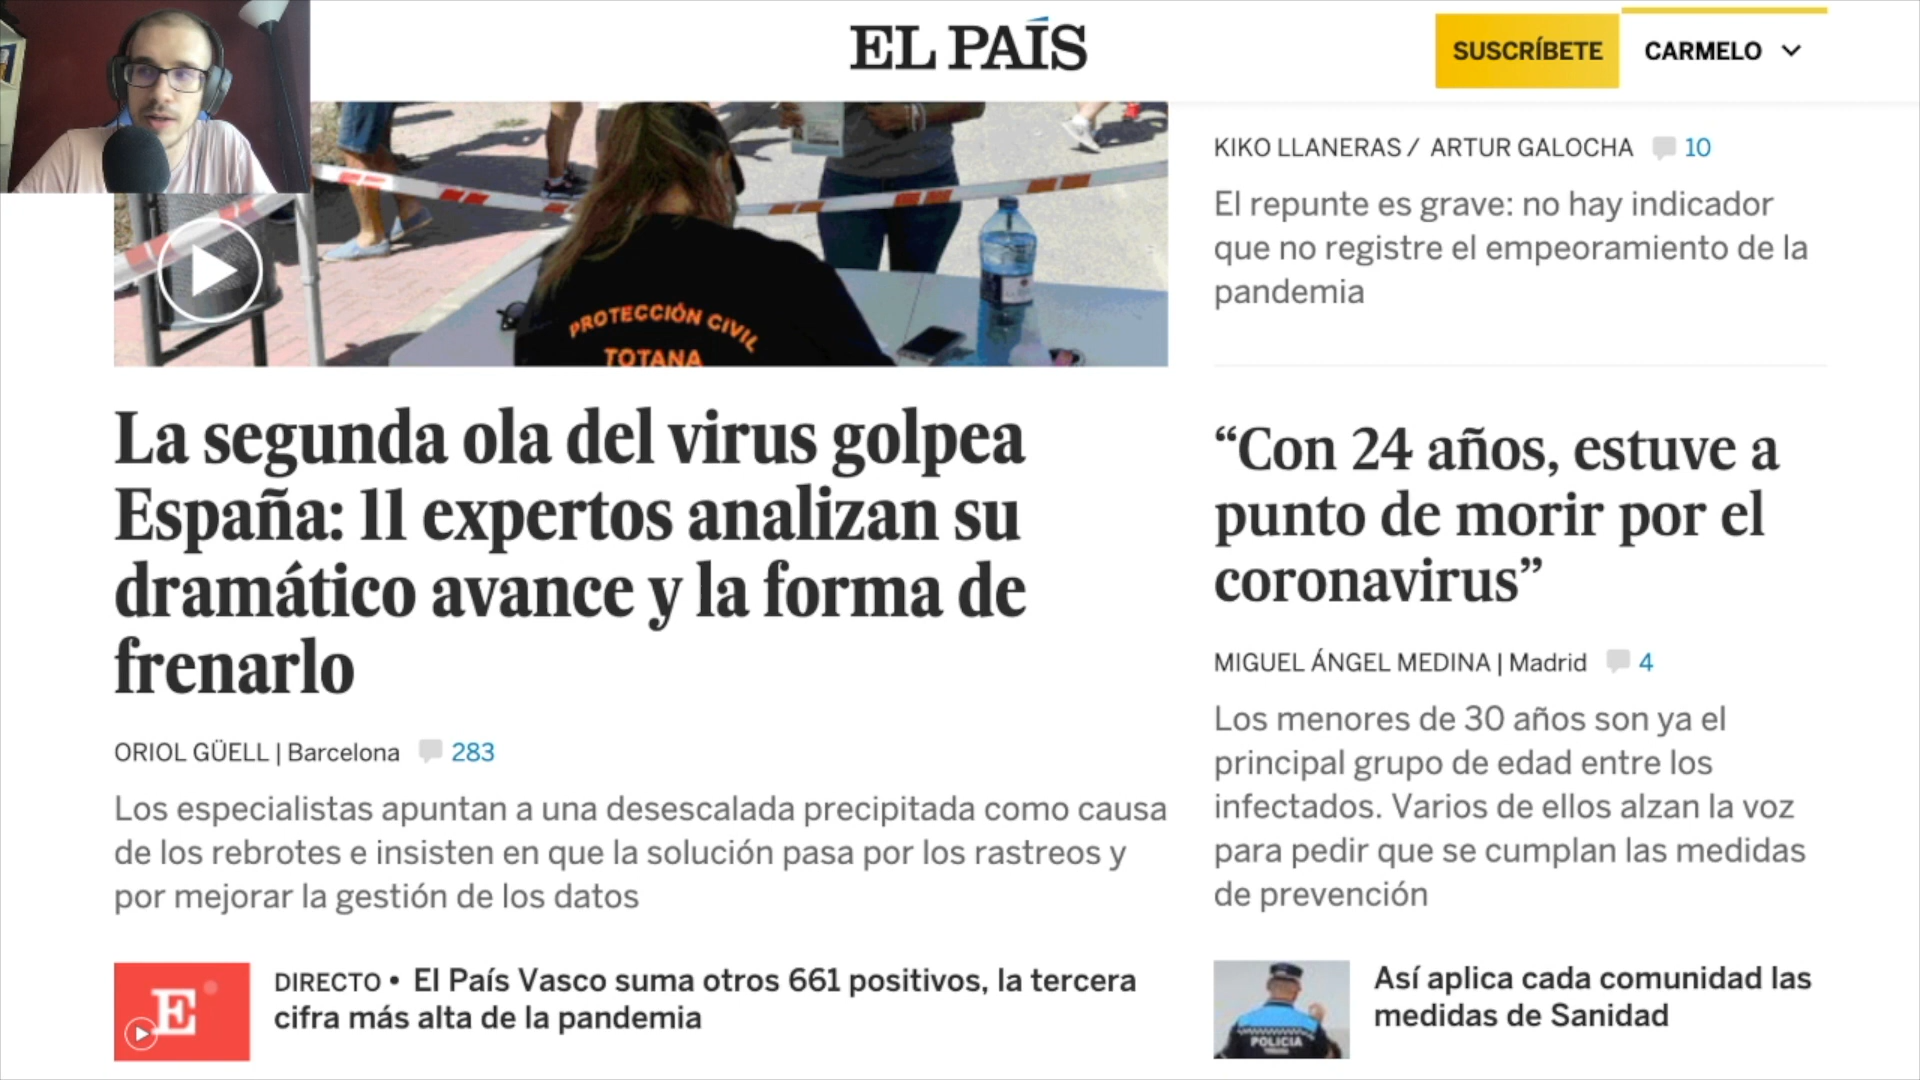 EL PAÍS
SUSCRÍBETE
CARMELO
PROTECCIÓN CIVIL
TOTANA
La segunda ola del virus golpea
España: 11 expertos analizan su
dramático avance y la forma de
frenarlo
ORIOL GÜELL | Barcelona 283
Los especialistas apuntan a una desescalada precipitada como causa
de los rebrotes e insisten en que la solución pasa por los rastreos y
por mejorar la gestión de los datos
E
DIRECTO • El País Vasco suma otros 661 positivos, la tercera
cifra más alta de la pandemia
KIKO LLANERAS / ARTUR GALOCHA 10
El repunte es grave: no hay indicador
que no registre el empeoramiento de la
pandemia
“Con 24 años, estuve a
punto de morir por el
coronavirus”
MIGUEL ÁNGEL MEDINA | Madrid 4
Los menores de 30 años son ya el
principal grupo de edad entre los
infectados. Varios de ellos alzan la voz
para pedir que se cumplan las medidas
de prevención
POLICIA
Así aplica cada comunidad las
medidas de Sanidad